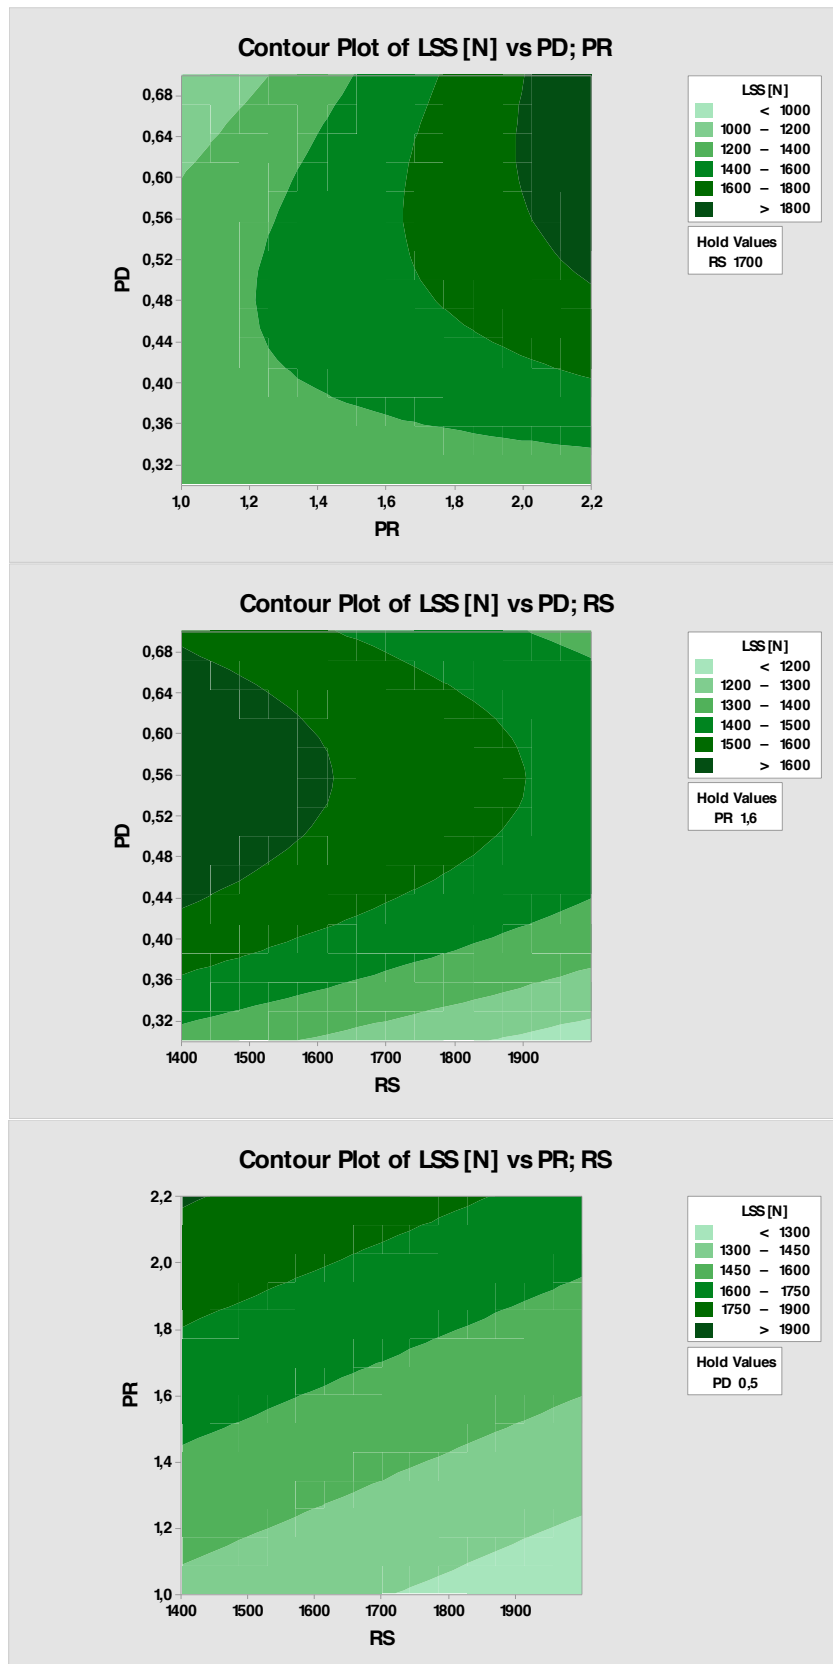 Contour Plot of LSS [N] vs PD; PR
LSS [N]
< 1000
1000 – 1200
1200 – 1400
1400 – 1600
1600 – 1800
> 1800
Hold Values
RS 1700
0,68
0,64
0,60
0,56
0,52
0,48
0,44
0,40
0,36
0,32
PD
1,0 1,2 1,4 1,6 1,8 2,0 2,2
PR
Contour Plot of LSS [N] vs PD; RS
LSS [N]
< 1200
1200 – 1300
1300 – 1400
1400 – 1500
1500 – 1600
> 1600
Hold Values
PR 1,6
0,68
0,64
0,60
0,56
0,52
0,48
0,44
0,40
0,36
0,32
PD
1400 1500 1600 1700 1800 1900
RS
Contour Plot of LSS [N] vs PR; RS
LSS [N]
< 1300
1300 – 1450
1450 – 1600
1600 – 1750
1750 – 1900
> 1900
Hold Values
PD 0,5
2,2
2,0
1,8
1,6
1,4
1,2
1,0
PR
1400 1500 1600 1700 1800 1900
RS